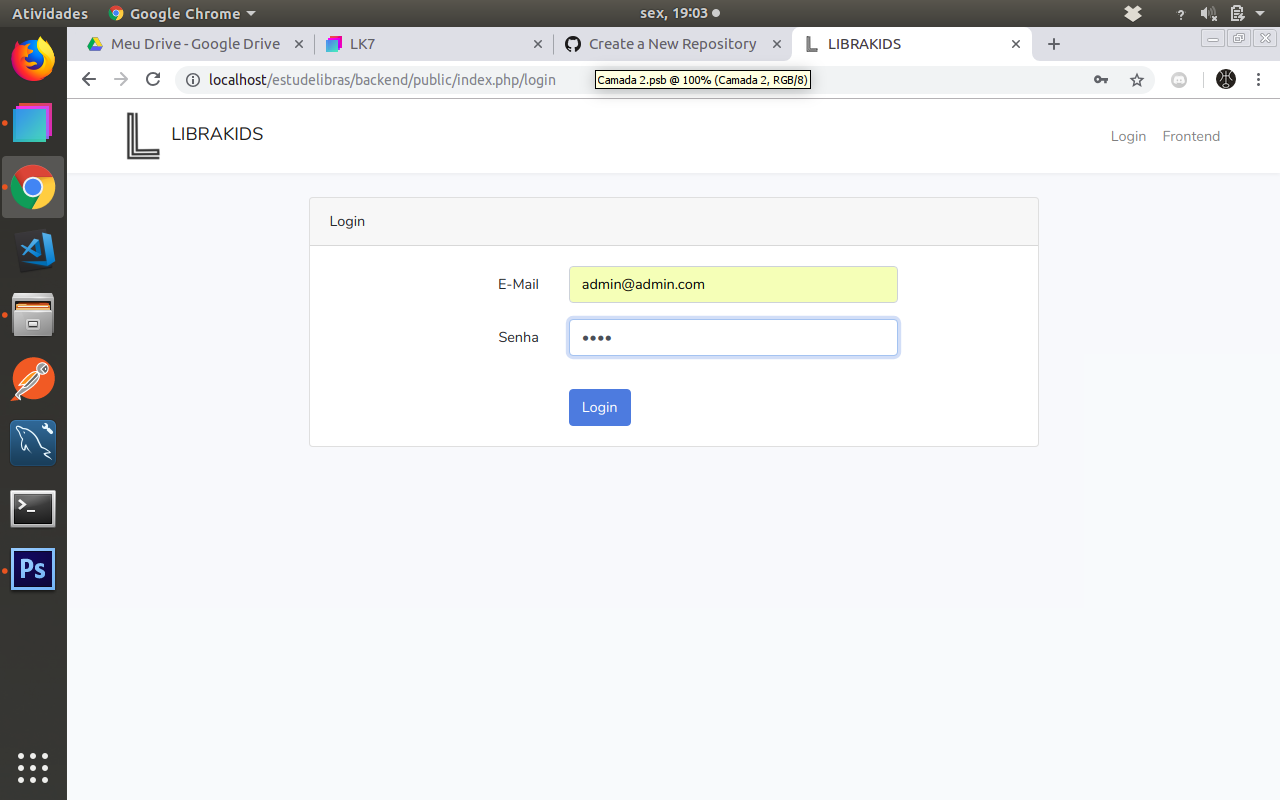 Atividades Google Chrome sex, 19:03 ?
Meu Drive - Google Drive LK7 Create a New Repository LIBRAKIDS
localhost/estudelibras/backend/public/index.php/login
Camada 2.psb @ 100% (Camada 2, RGB/8)
LIBRAKIDS Login Frontend
Login
E-Mail admin@admin.com
Senha ••••
Login
Ps